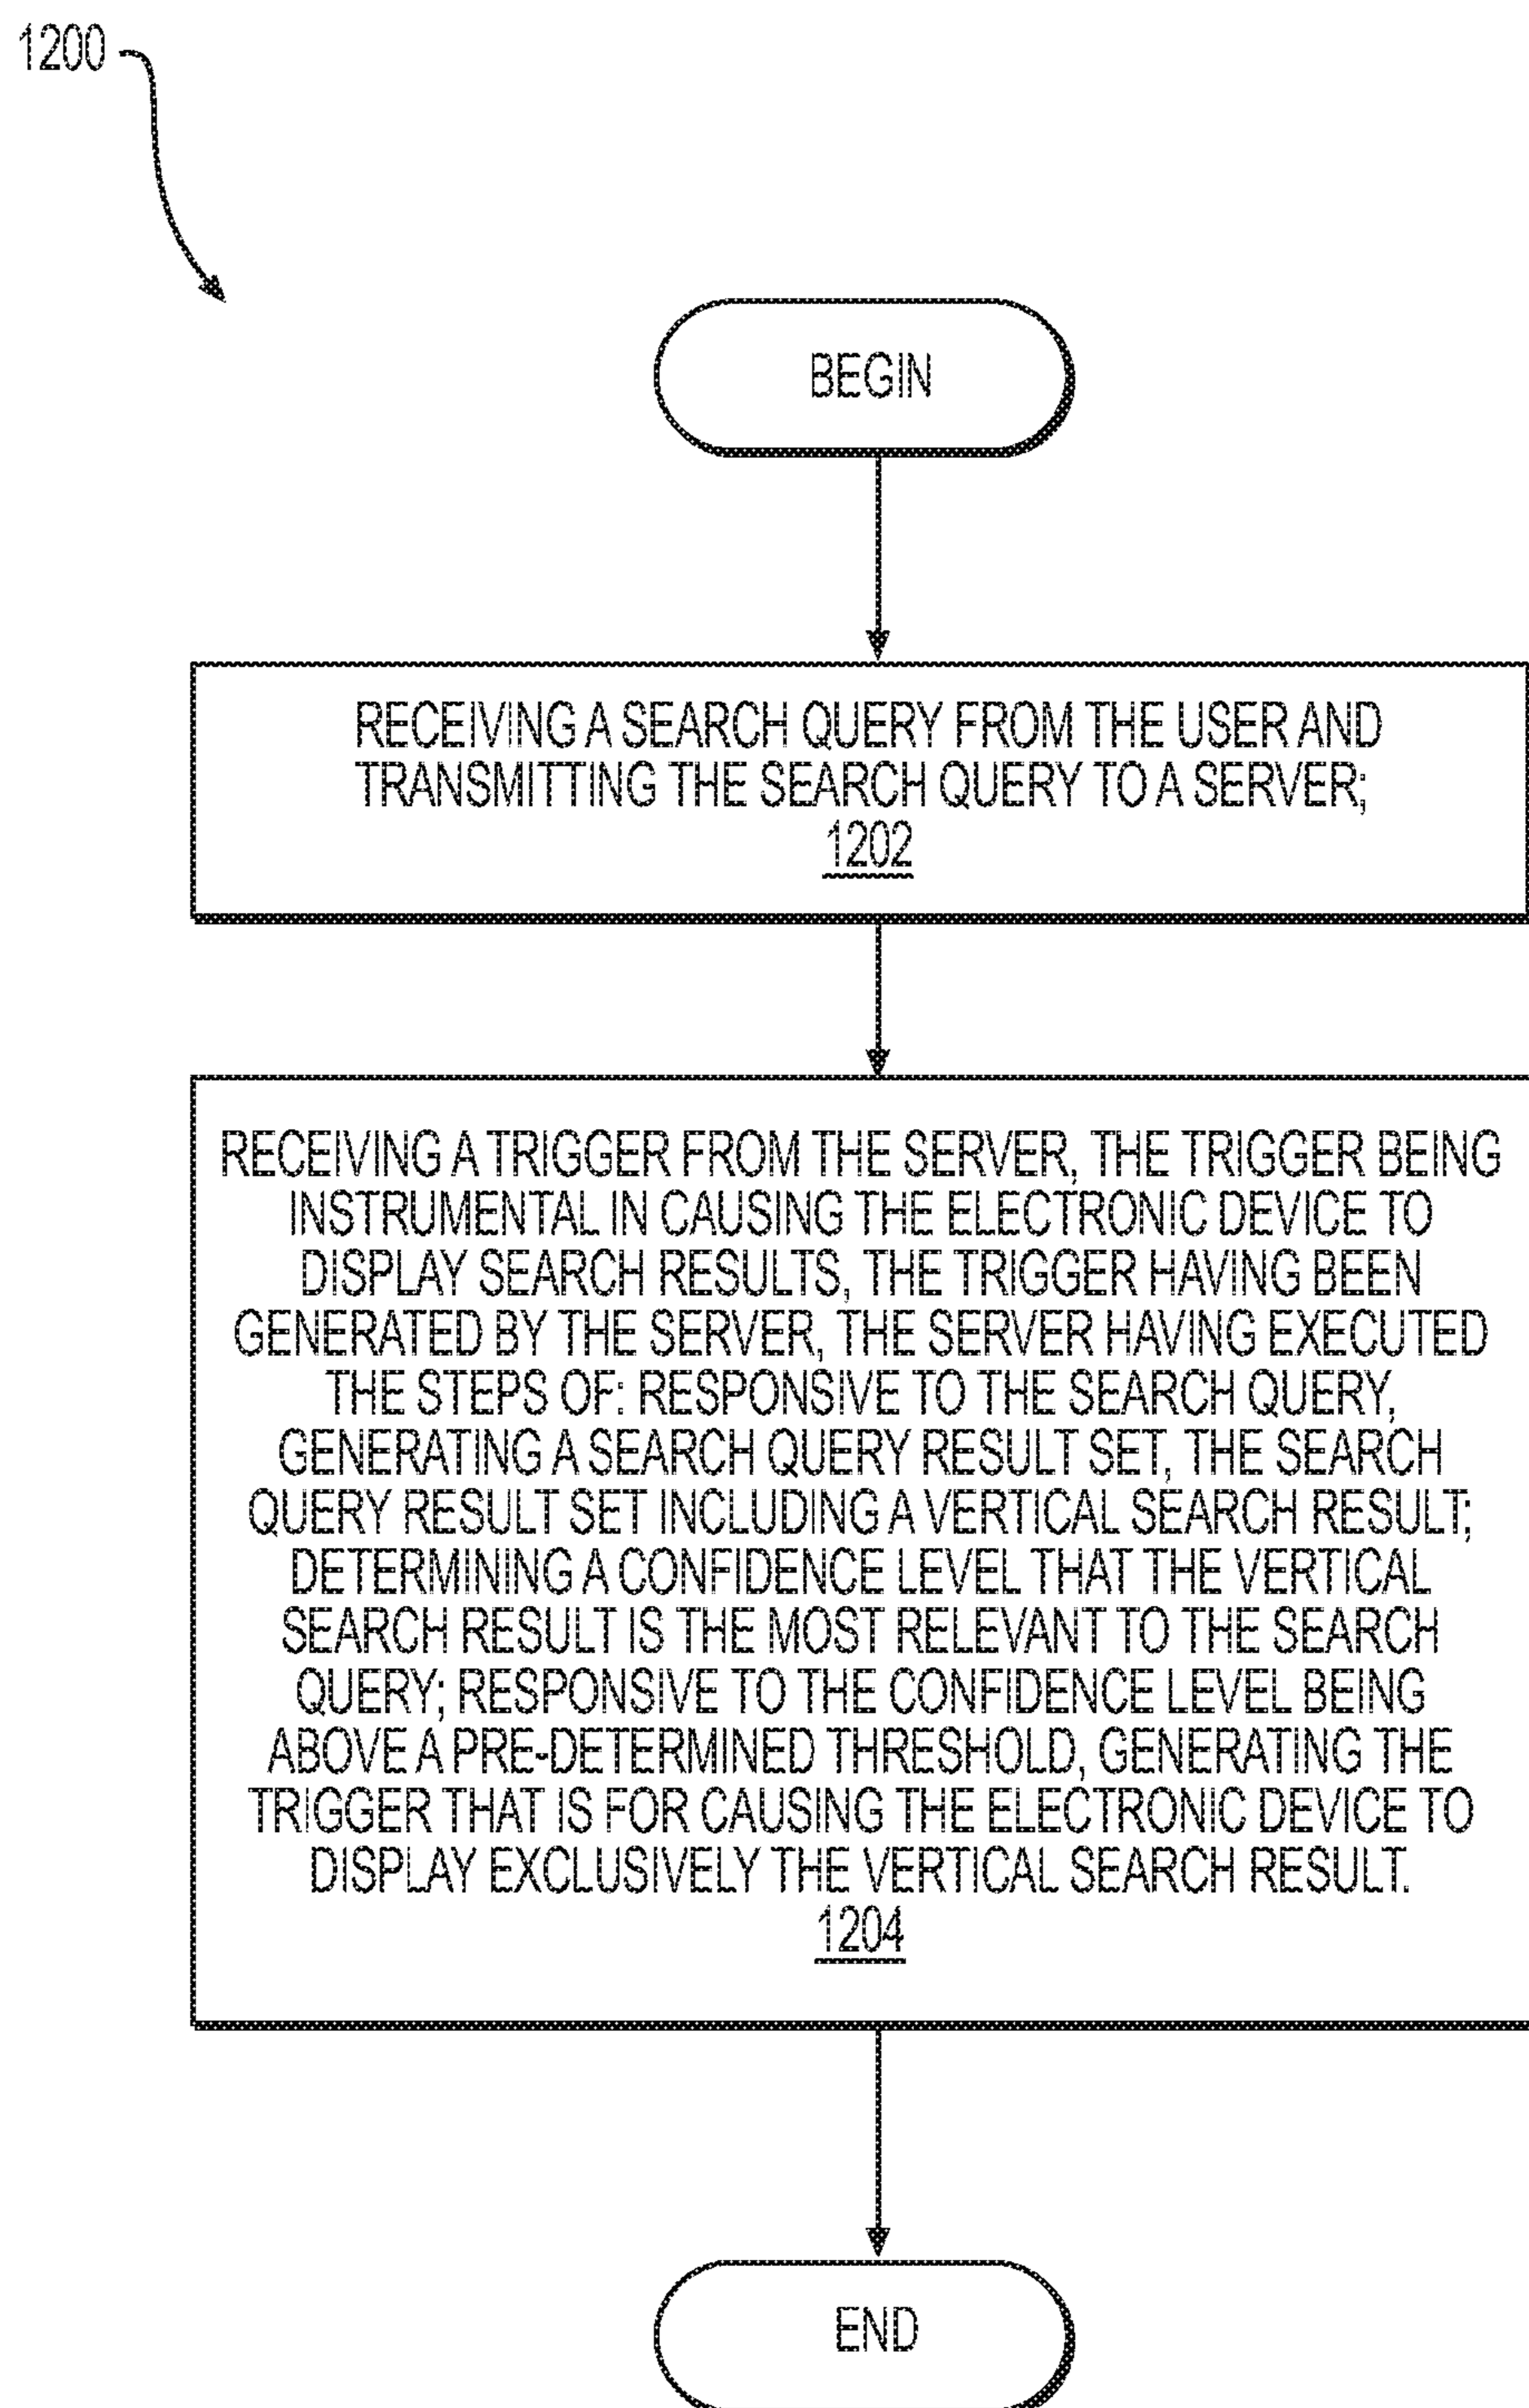 1200
BEGIN
RECEIVING A SEARCH QUERY FROM THE USER AND
TRANSMITTING THE SEARCH QUERY TO A SERVER;
1202
RECEIVING A TRIGGER FROM THE SERVER, THE TRIGGER BEING
INSTRUMENTAL IN CAUSING THE ELECTRONIC DEVICE TO
DISPLAY SEARCH RESULTS, THE TRIGGER HAVING BEEN
GENERATED BY THE SERVER, THE SERVER HAVING EXECUTED
THE STEPS OF: RESPONSIVE TO THE SEARCH QUERY,
GENERATING A SEARCH QUERY RESULT SET, THE SEARCH
QUERY RESULT SET INCLUDING A VERTICAL SEARCH RESULT;
DETERMINING A CONFIDENCE LEVEL THAT THE VERTICAL
SEARCH RESULT IS THE MOST RELEVANT TO THE SEARCH
QUERY; RESPONSIVE TO THE CONFIDENCE LEVEL BEING
ABOVE A PRE-DETERMINED THRESHOLD, GENERATING THE
TRIGGER THAT IS FOR CAUSING THE ELECTRONIC DEVICE TO
DISPLAY EXCLUSIVELY THE VERTICAL SEARCH RESULT.
1204
END